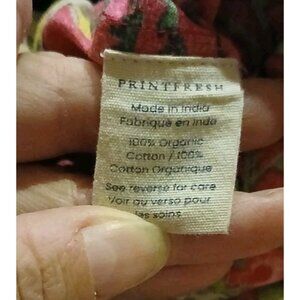 PRINTFRESH
Made in India
Fabriqué en Inde
100% Organic
Cotton / 100%
Cotton Organique
See reverse for care
Voir au verso pour
les soins